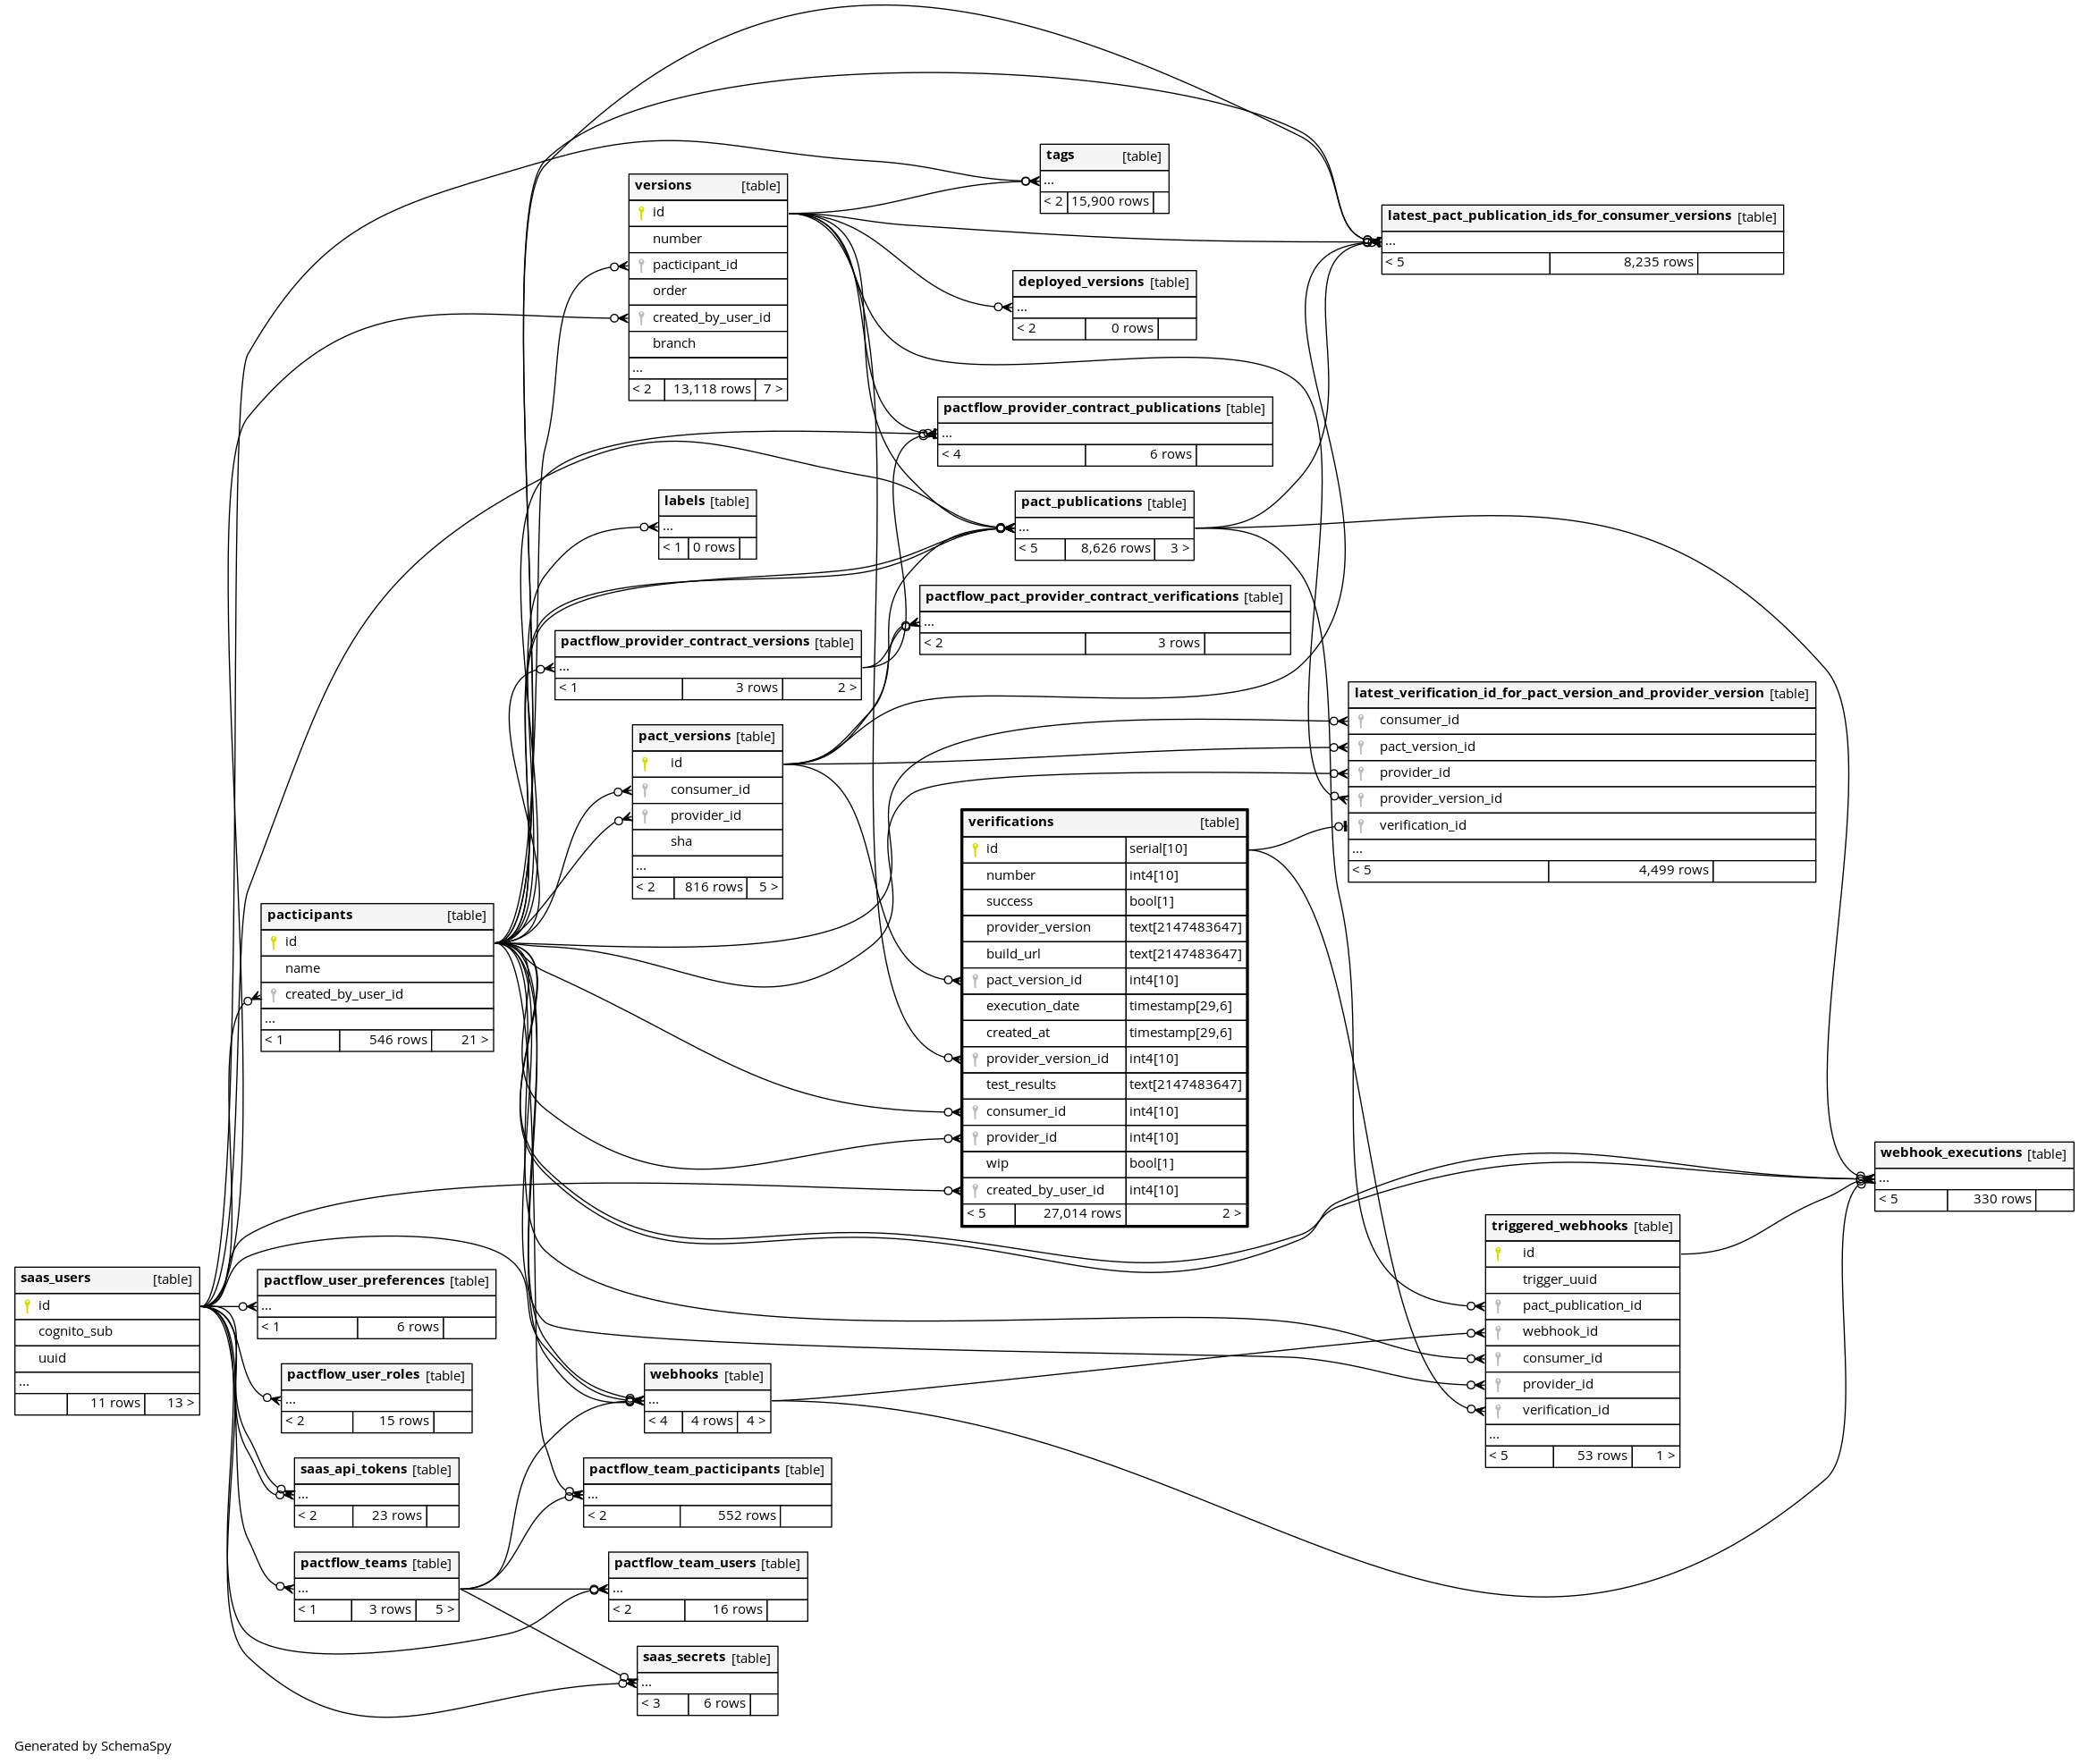 tags [table]
...
< 2 15,900 rows
versions [table]
id
number
pacticipant_id
order
created_by_user_id
branch
...
< 2 13,118 rows 7 >
latest_pact_publication_ids_for_consumer_versions [table]
...
< 5 8,235 rows
deployed_versions [table]
...
< 2 0 rows
pactflow_provider_contract_publications [table]
...
< 4 6 rows
labels [table]
...
< 1 0 rows
pact_publications [table]
...
< 5 8,626 rows 3 >
pactflow_pact_provider_contract_verifications [table]
...
< 2 3 rows
pactflow_provider_contract_versions [table]
...
< 1 3 rows 2 >
latest_verification_id_for_pact_version_and_provider_version [table]
consumer_id
pact_version_id
provider_id
provider_version_id
verification_id
...
< 5 4,499 rows
pact_versions [table]
id
consumer_id
provider_id
sha
...
< 2 816 rows 5 >
verifications [table]
id serial[10]
number int4[10]
success bool[1]
provider_version text[2147483647]
build_url text[2147483647]
pact_version_id int4[10]
execution_date timestamp[29,6]
created_at timestamp[29,6]
provider_version_id int4[10]
test_results text[2147483647]
consumer_id int4[10]
provider_id int4[10]
wip bool[1]
created_by_user_id int4[10]
< 5 27,014 rows 2 >
pacticipants [table]
id
name
created_by_user_id
...
< 1 546 rows 21 >
webhook_executions [table]
...
< 5 330 rows
triggered_webhooks [table]
id
trigger_uuid
pact_publication_id
webhook_id
consumer_id
provider_id
verification_id
...
< 5 53 rows 1 >
saas_users [table]
id
cognito_sub
uuid
...
11 rows 13 >
pactflow_user_preferences [table]
...
< 1 6 rows
pactflow_user_roles [table]
...
< 2 15 rows
webhooks [table]
...
< 4 4 rows 4 >
saas_api_tokens [table]
...
< 2 23 rows
pactflow_team_pacticipants [table]
...
< 2 552 rows
pactflow_teams [table]
...
< 1 3 rows 5 >
pactflow_team_users [table]
...
< 2 16 rows
saas_secrets [table]
...
< 3 6 rows
Generated by SchemaSpy